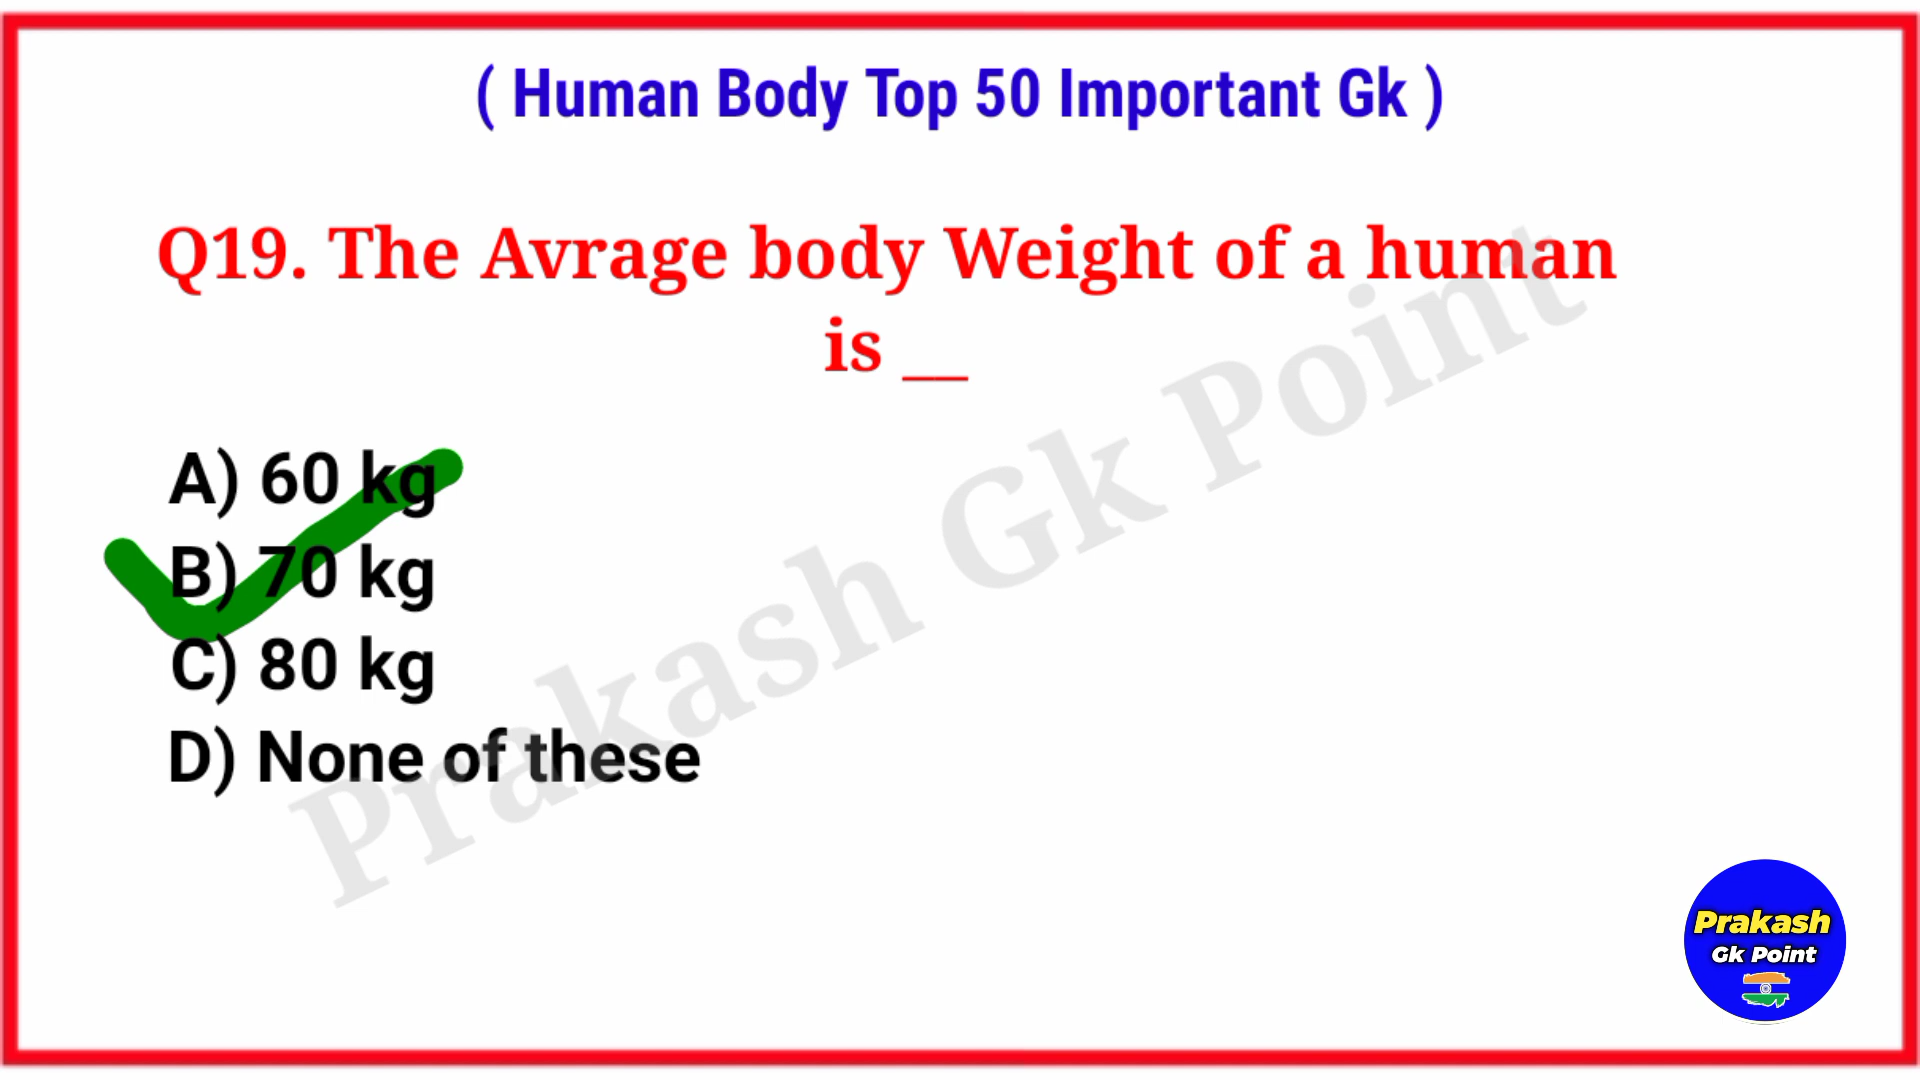 ( Human Body Top 50 Important Gk )
Q19. The Avrage body Weight of a human
is __
A) 60 kg
B) 70 kg
C) 80 kg
D) None of these
Prakash Gk Point
Prakash
Gk Point